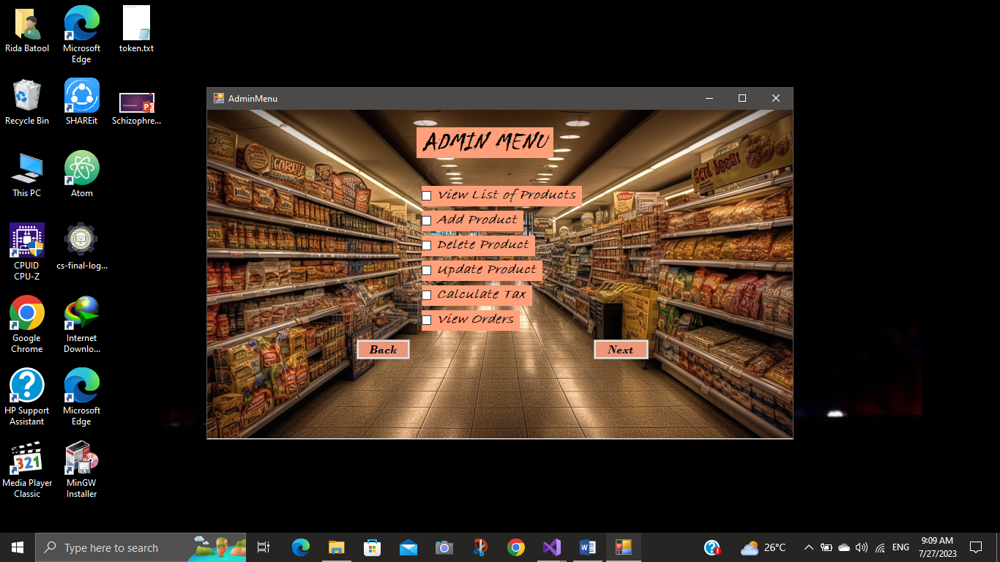 Rida Batool
Microsoft
Edge
token.txt
Recycle Bin
SHAREit
Schizophre...
This PC
Atom
CPUID
CPU-Z
cs-final-log...
Google
Chrome
Internet
Downlo...
HP Support
Assistant
Microsoft
Edge
Media Player
Classic
MinGW
Installer
AdminMenu
ADMIN MENU
View List of Products
Add Product
Delete Product
Update Product
Calculate Tax
View Orders
Back
Next
Type here to search
26°C
ENG
9:09 AM
7/27/2023